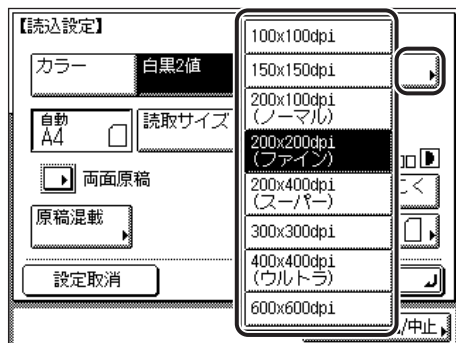 【読込設定】
カラー
白黒2値
自動
A4
読取サイズ
両面原稿
原稿混載
設定取消
100x100dpi
150x150dpi
200x100dpi
(ノーマル)
200x200dpi
(ファイン)
200x400dpi
(スーパー)
300x300dpi
400x400dpi
(ウルトラ)
600x600dpi
く
/中止